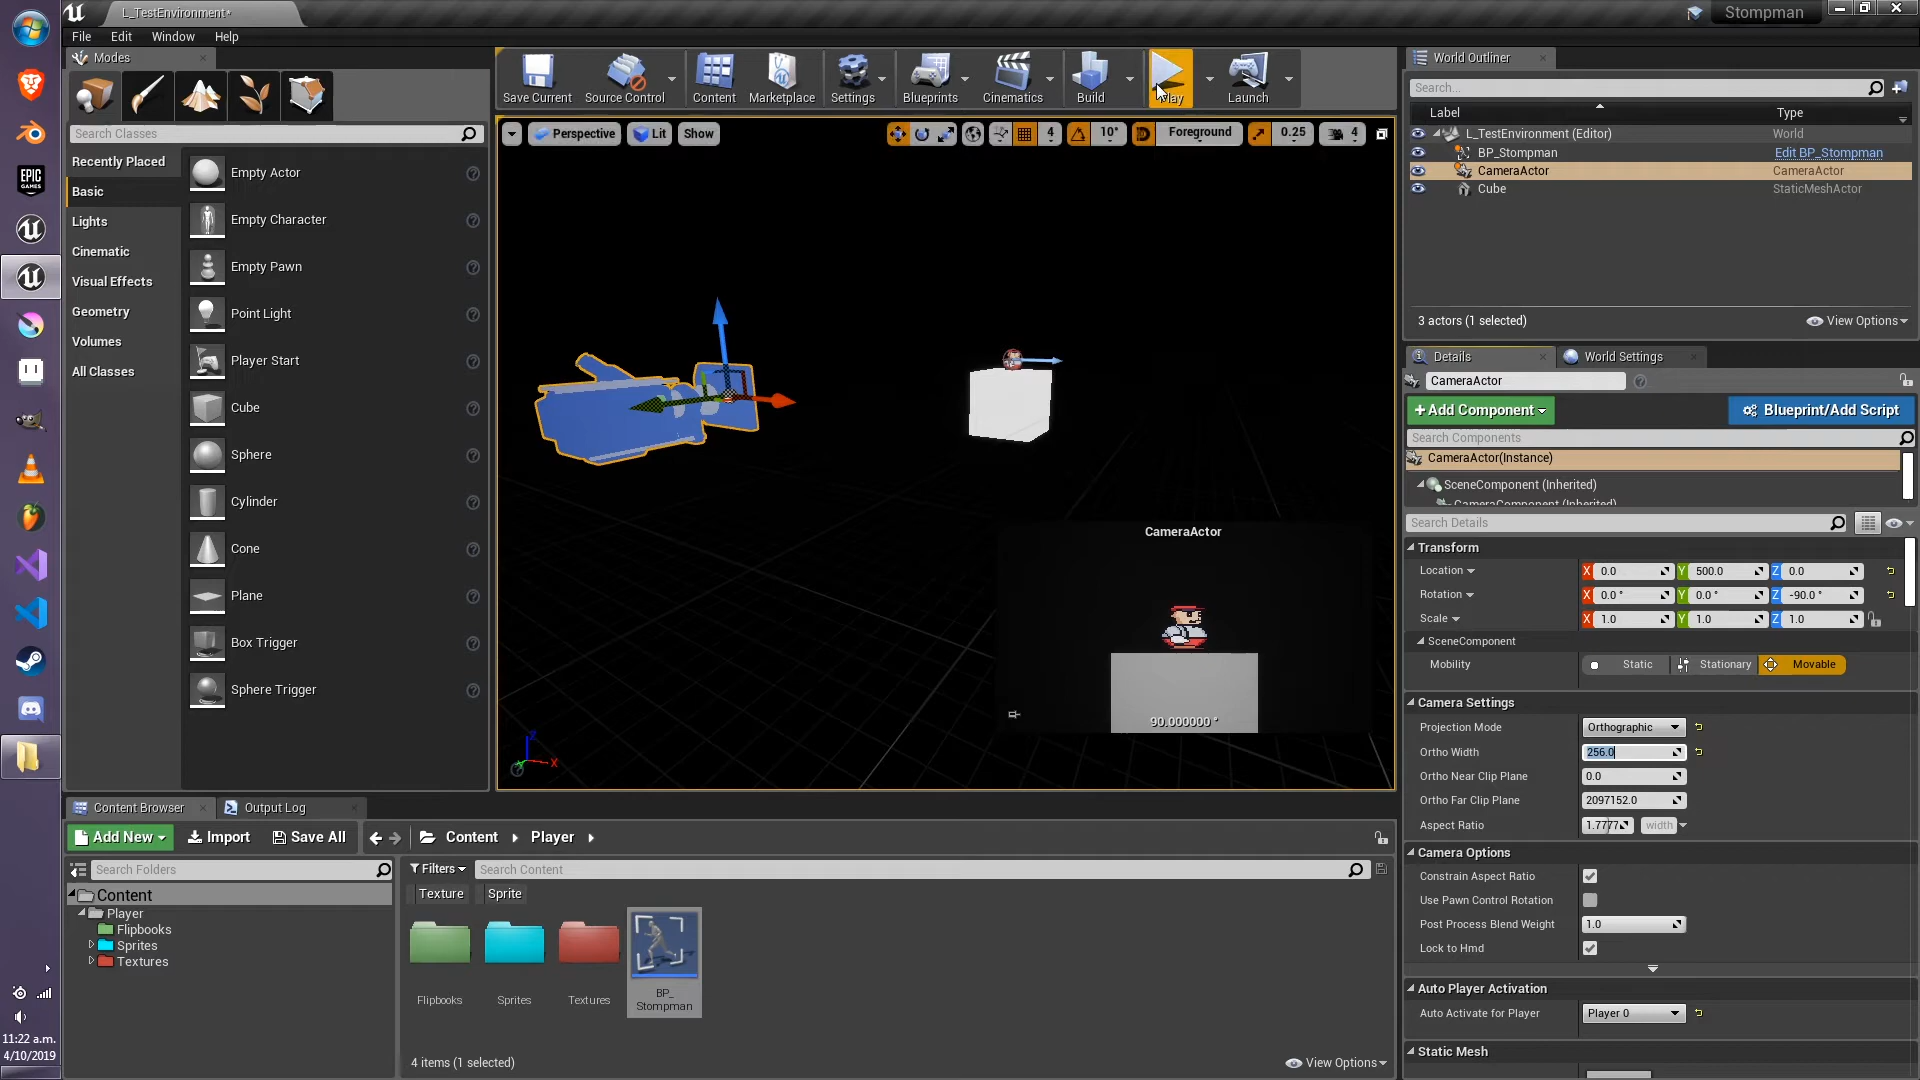 L_TestEnvironment*
Stompman
File Edit Window Help
Modes
Search Classes
Recently Placed
Basic
Lights
Cinematic
Visual Effects
Geometry
Volumes
All Classes
Empty Actor
Empty Character
Empty Pawn
Point Light
Player Start
Cube
Sphere
Cylinder
Cone
Plane
Box Trigger
Sphere Trigger
Save Current
Source Control
Content
Marketplace
Settings
Blueprints
Cinematics
Build
Play
Launch
Perspective Lit Show
4 10° Foreground 0.25 4
CameraActor
90.000000 °
Z
X
World Outliner
Search...
Label Type
L_TestEnvironment (Editor) World
BP_Stompman Edit BP_Stompman
CameraActor CameraActor
Cube StaticMeshActor
3 actors (1 selected) View Options
Details World Settings
CameraActor
+Add Component Blueprint/Add Script
Search Components
CameraActor(Instance)
SceneComponent (Inherited)
CameraComponent (Inherited)
Search Details
Transform
Location X 0.0 Y 500.0 Z 0.0
Rotation X 0.0 ° Y 0.0 ° Z -90.0 °
Scale X 1.0 Y 1.0 Z 1.0
SceneComponent
Mobility Static Stationary Movable
Camera Settings
Projection Mode Orthographic
Ortho Width 256.0
Ortho Near Clip Plane 0.0
Ortho Far Clip Plane 2097152.0
Aspect Ratio 1.7777 width
Camera Options
Constrain Aspect Ratio
Use Pawn Control Rotation
Post Process Blend Weight 1.0
Lock to Hmd
Auto Player Activation
Auto Activate for Player Player 0
Static Mesh
Content Browser Output Log
Add New Import Save All Content Player
Search Folders
Content
Player
Flipbooks
Sprites
Textures
Filters Search Content
Texture Sprite
Flipbooks
Sprites
Textures
BP_
Stompman
4 items (1 selected) View Options
EPIC
GAMES
11:22 a.m.
4/10/2019